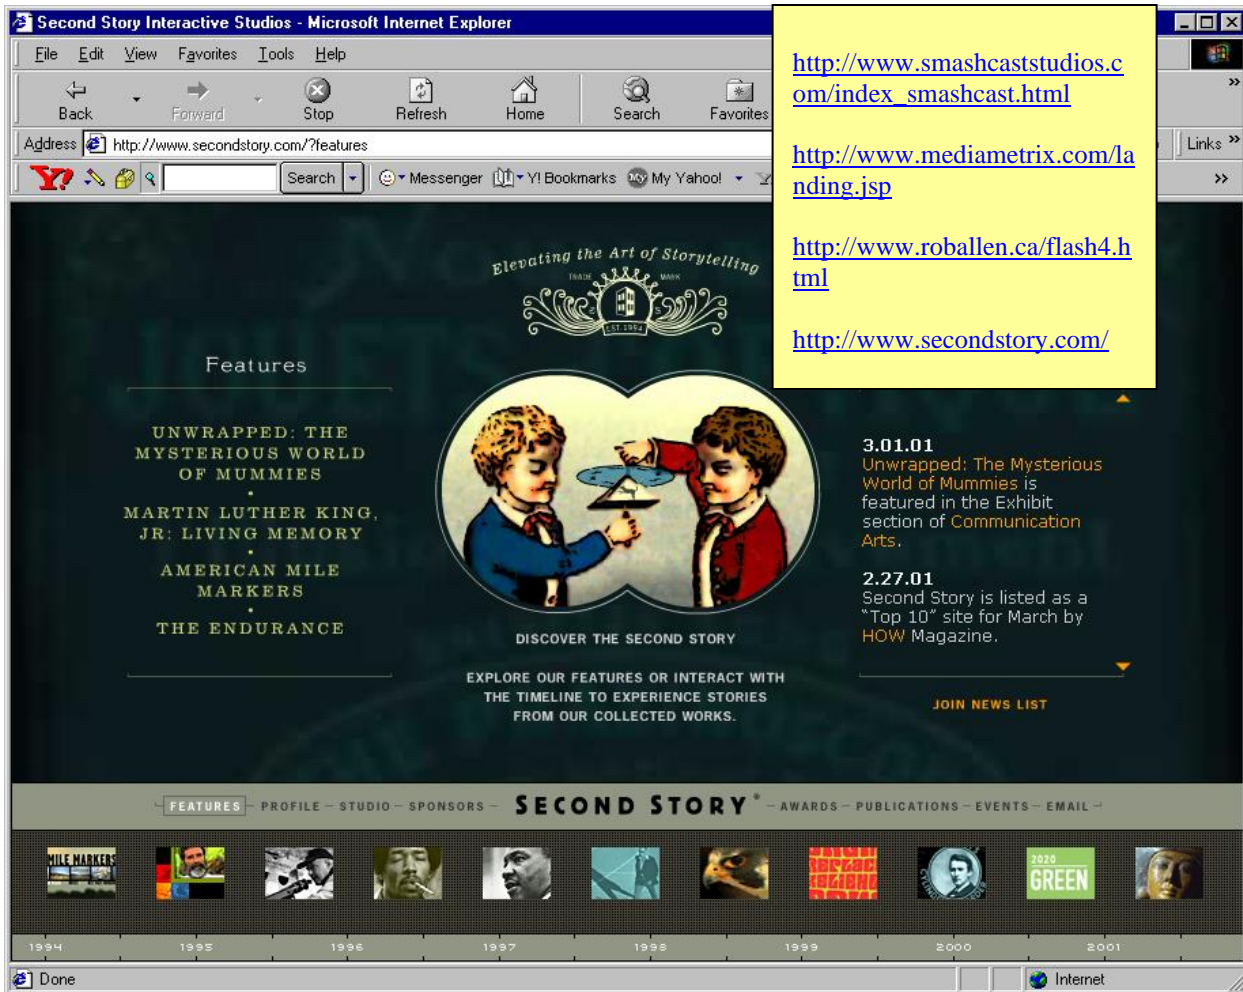 Second Story Interactive Studios - Microsoft Internet Explorer
File Edit View Favorites Tools Help
Back Forward Stop Refresh Home Search Favorites
Address http://www.secondstory.com/?features
Links »
Y! Search Messenger Y! Bookmarks My Yahoo!
http://www.smashcaststudios.c
om/index_smashcast.html
http://www.mediametrix.com/la
nding.jsp
http://www.roballen.ca/flash4.h
tml
http://www.secondstory.com/
Elevating the Art of Storytelling
TRADE MARK
EST. 1994
Features
UNWRAPPED: THE
MYSTERIOUS WORLD
OF MUMMIES
•
MARTIN LUTHER KING,
JR: LIVING MEMORY
•
AMERICAN MILE
MARKERS
•
THE ENDURANCE
DISCOVER THE SECOND STORY
EXPLORE OUR FEATURES OR INTERACT WITH
THE TIMELINE TO EXPERIENCE STORIES
FROM OUR COLLECTED WORKS.
3.01.01
Unwrapped: The Mysterious
World of Mummies is
featured in the Exhibit
section of Communication
Arts.
2.27.01
Second Story is listed as a
"Top 10" site for March by
HOW Magazine.
JOIN NEWS LIST
FEATURES – PROFILE – STUDIO – SPONSORS – SECOND STORY® – AWARDS – PUBLICATIONS – EVENTS – EMAIL
MILE MARKERS
2020
GREEN
1994 1995 1996 1997 1998 1999 2000 2001
Done
Internet